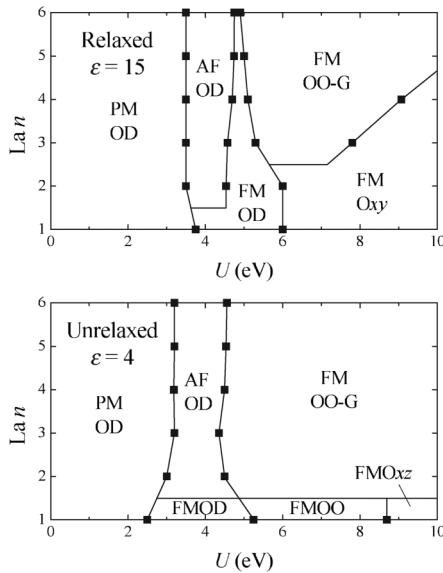 6
5
4
3
2
1
La n
Relaxed
ε = 15
PM
OD
AF
OD
FM
OO-G
FM
OD
FM
Oxy
0 2 4 6 8 10
U (eV)
6
5
4
3
2
1
La n
Unrelaxed
ε = 4
PM
OD
AF
OD
FM
OO-G
FMOxz
FMOD
FMOO
0 2 4 6 8 10
U (eV)